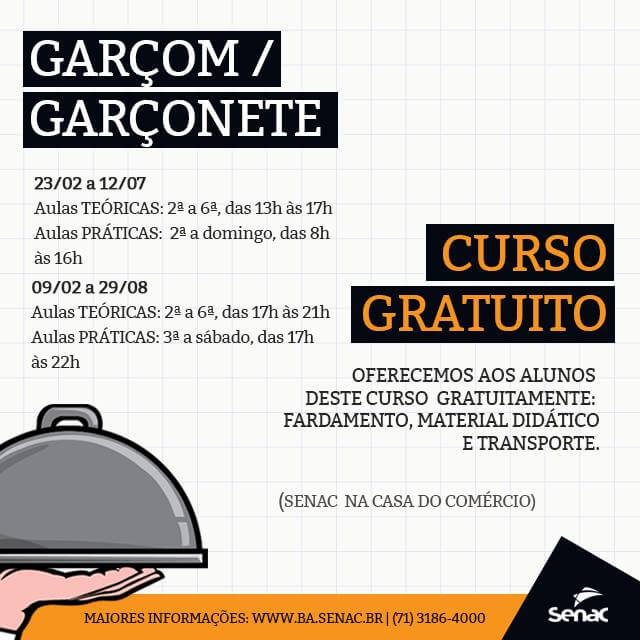 GARÇOM /
GARÇONETE
23/02 a 12/07
Aulas TEÓRICAS: 2ª a 6ª, das 13h às 17h
Aulas PRÁTICAS:  2ª a domingo, das 8h
às 16h
09/02 a 29/08
Aulas TEÓRICAS: 2ª a 6ª, das 17h às 21h
Aulas PRÁTICAS: 3ª a sábado, das 17h
às 22h
CURSO
GRATUITO
OFERECEMOS AOS ALUNOS
DESTE CURSO  GRATUITAMENTE:
FARDAMENTO, MATERIAL DIDÁTICO
E TRANSPORTE.
(SENAC  NA CASA DO COMÉRCIO)
MAIORES INFORMAÇÕES: WWW.BA.SENAC.BR | (71) 3186-4000
Senac